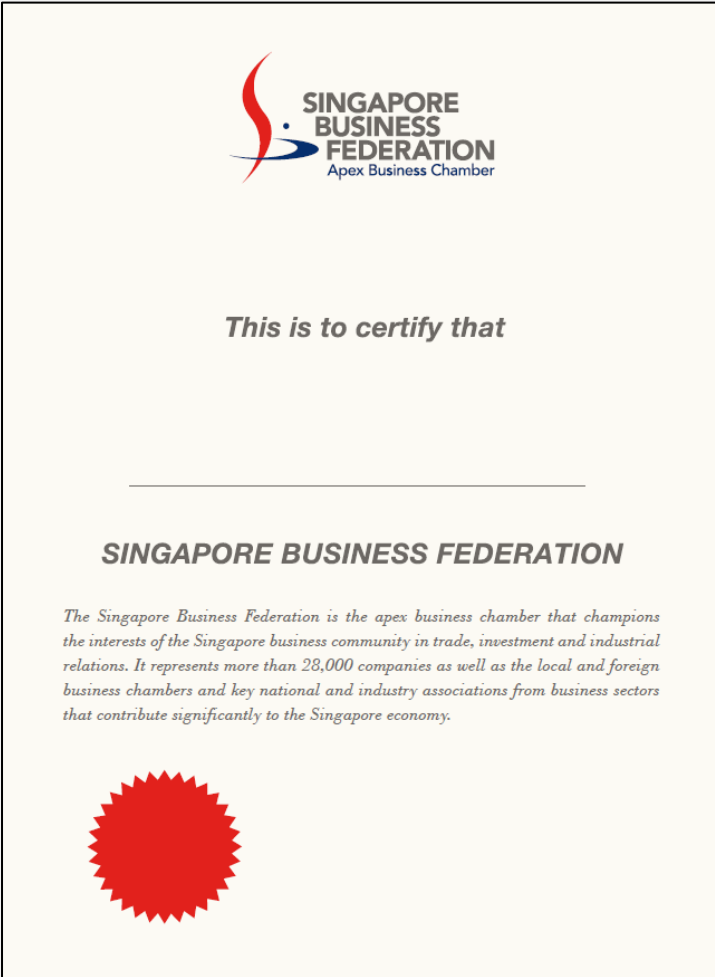 SINGAPORE
BUSINESS
FEDERATION
Apex Business Chamber
This is to certify that
SINGAPORE BUSINESS FEDERATION
The Singapore Business Federation is the apex business chamber that champions
the interests of the Singapore business community in trade, investment and industrial
relations. It represents more than 28,000 companies as well as the local and foreign
business chambers and key national and industry associations from business sectors
that contribute significantly to the Singapore economy.